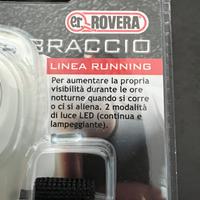 er ROVERA
BRACCIO
LINEA RUNNING
Per aumentare la propria
visibilità durante le ore
notturne quando si corre
o ci si aliena. 2 modalità
di luce LED (continua e
lampeggiante).